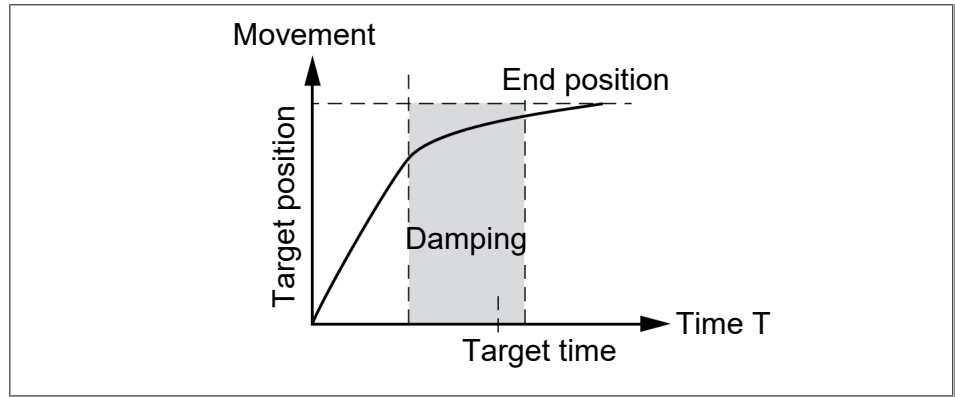 Movement
End position
Target position
Damping
Time T
Target time